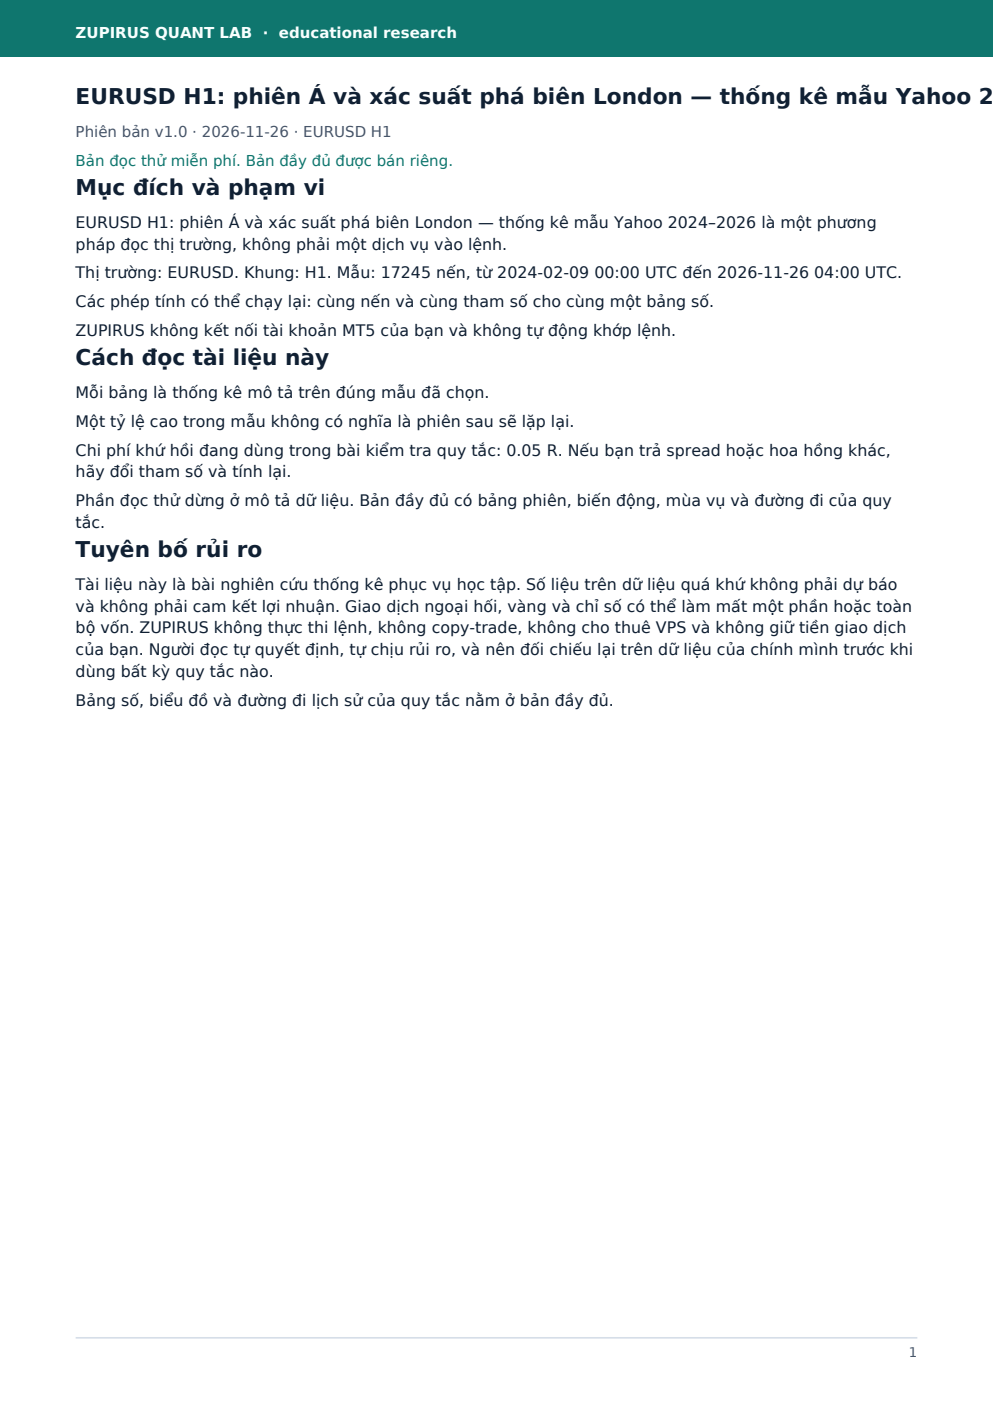 ZUPIRUS QUANT LAB · educational research
EURUSD H1: phiên Á và xác suất phá biên London — thống kê mẫu Yahoo 2
Phiên bản v1.0 · 2026-11-26 · EURUSD H1
Bản đọc thử miễn phí. Bản đầy đủ được bán riêng.
Mục đích và phạm vi
EURUSD H1: phiên Á và xác suất phá biên London — thống kê mẫu Yahoo 2024–2026 là một phương
pháp đọc thị trường, không phải một dịch vụ vào lệnh.
Thị trường: EURUSD. Khung: H1. Mẫu: 17245 nến, từ 2024-02-09 00:00 UTC đến 2026-11-26 04:00 UTC.
Các phép tính có thể chạy lại: cùng nến và cùng tham số cho cùng một bảng số.
ZUPIRUS không kết nối tài khoản MT5 của bạn và không tự động khớp lệnh.
Cách đọc tài liệu này
Mỗi bảng là thống kê mô tả trên đúng mẫu đã chọn.
Một tỷ lệ cao trong mẫu không có nghĩa là phiên sau sẽ lặp lại.
Chi phí khứ hồi đang dùng trong bài kiểm tra quy tắc: 0.05 R. Nếu bạn trả spread hoặc hoa hồng khác,
hãy đổi tham số và tính lại.
Phần đọc thử dừng ở mô tả dữ liệu. Bản đầy đủ có bảng phiên, biến động, mùa vụ và đường đi của quy
tắc.
Tuyên bố rủi ro
Tài liệu này là bài nghiên cứu thống kê phục vụ học tập. Số liệu trên dữ liệu quá khứ không phải dự báo
và không phải cam kết lợi nhuận. Giao dịch ngoại hối, vàng và chỉ số có thể làm mất một phần hoặc toàn
bộ vốn. ZUPIRUS không thực thi lệnh, không copy-trade, không cho thuê VPS và không giữ tiền giao dịch
của bạn. Người đọc tự quyết định, tự chịu rủi ro, và nên đối chiếu lại trên dữ liệu của chính mình trước khi
dùng bất kỳ quy tắc nào.
Bảng số, biểu đồ và đường đi lịch sử của quy tắc nằm ở bản đầy đủ.
1